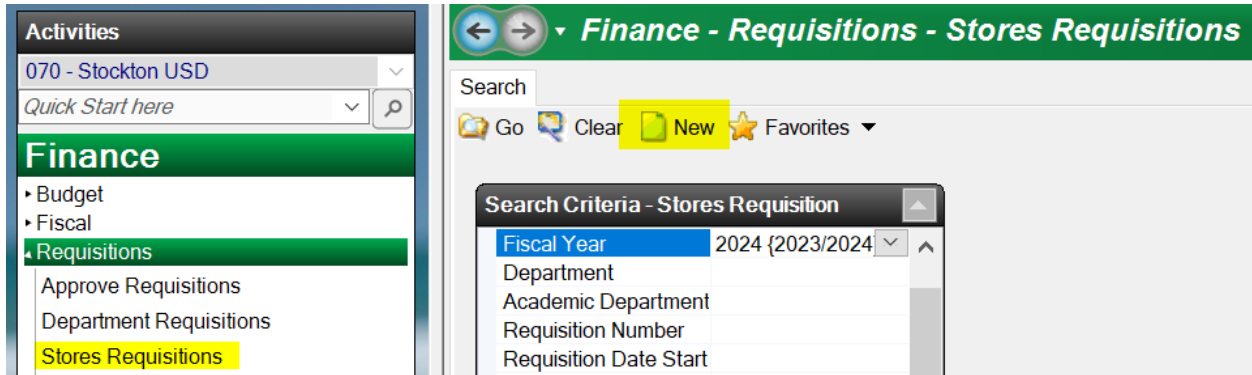 Activities
070 - Stockton USD
Quick Start here
Finance
Budget
Fiscal
Requisitions
Approve Requisitions
Department Requisitions
Stores Requisitions
Finance - Requisitions - Stores Requisitions
Search
Go Clear New Favorites
Search Criteria - Stores Requisition
Fiscal Year 2024 {2023/2024
Department
Academic Department
Requisition Number
Requisition Date Start